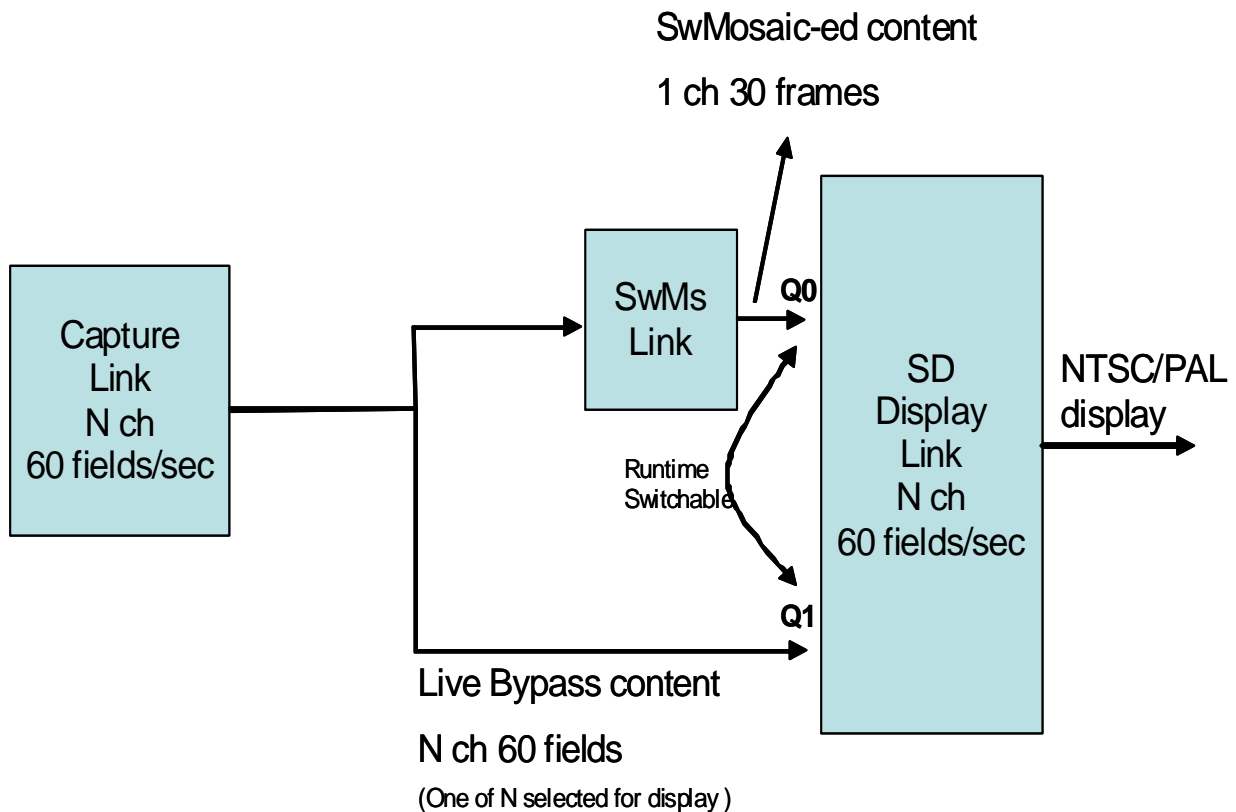 SwMosaic-ed content
1 ch 30 frames
Capture
Link
N ch
60 fields/sec
SwMs
Link
Q0
Runtime
Switchable
Q1
SD
Display
Link
N ch
60 fields/sec
NTSC/PAL
display
Live Bypass content
N ch 60 fields
(One of N selected for display )